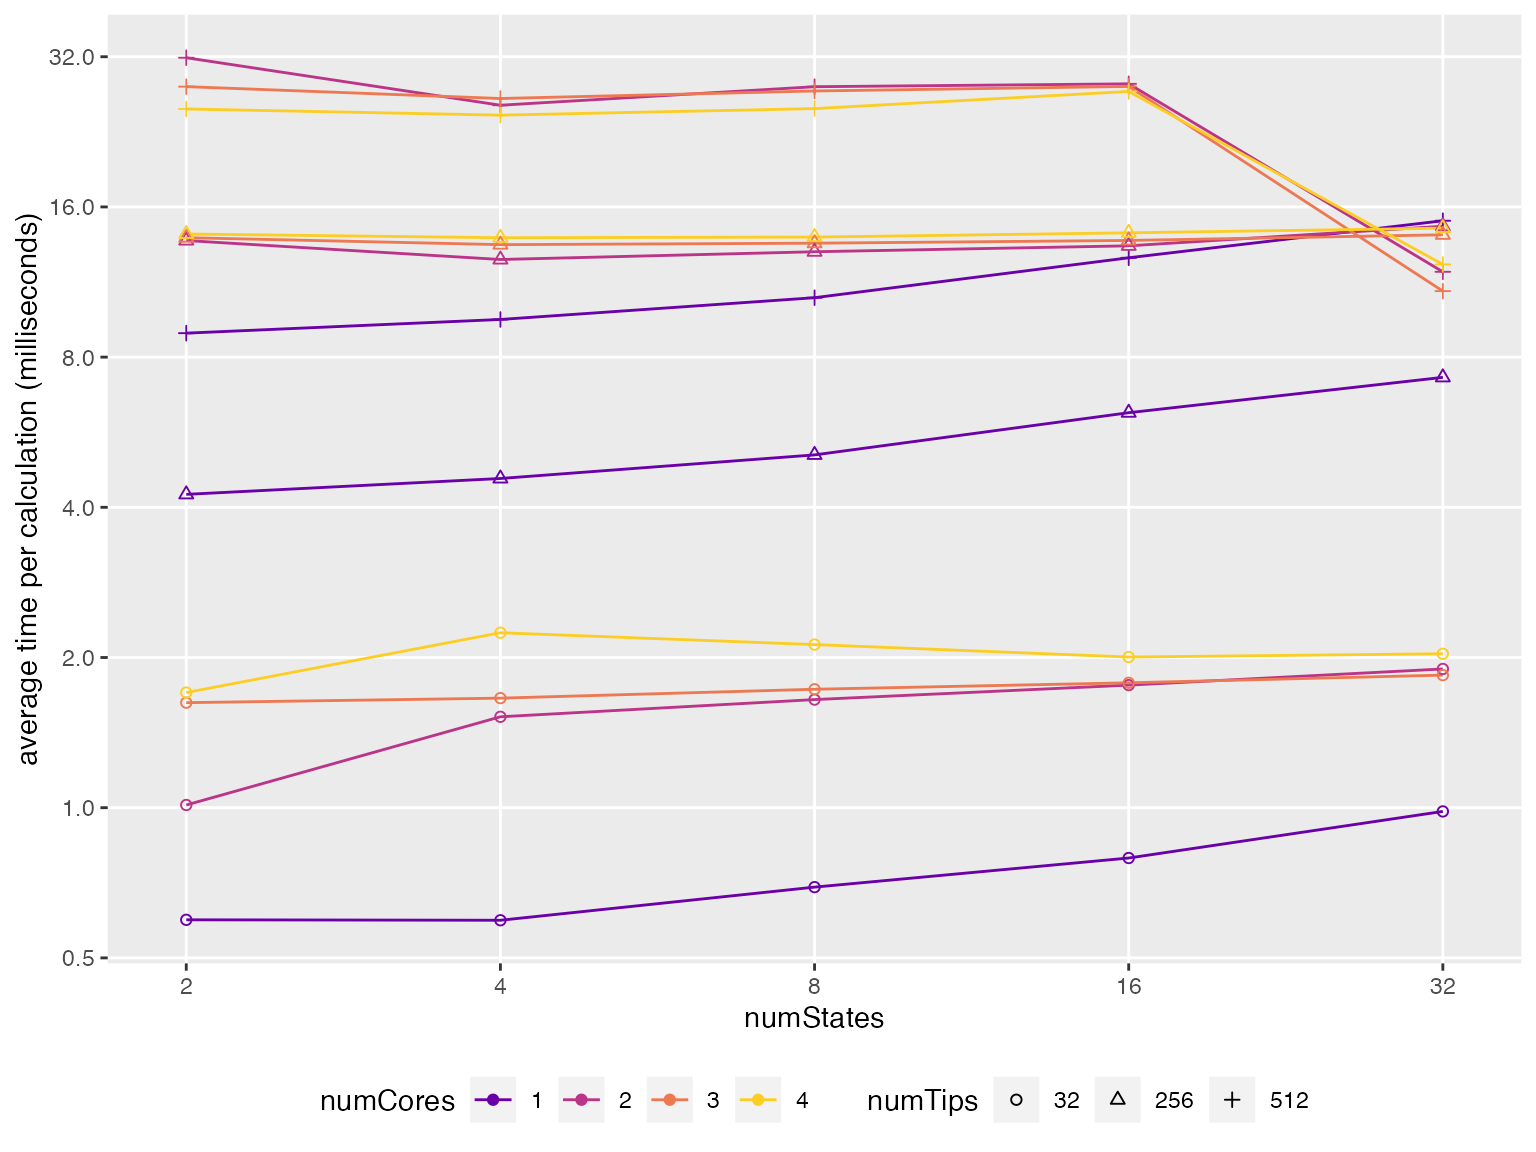 average time per calculation (milliseconds)
32.0
16.0
8.0
4.0
2.0
1.0
0.5
2 4 8 16 32
numStates
numCores 1 2 3 4 numTips 32 256 512